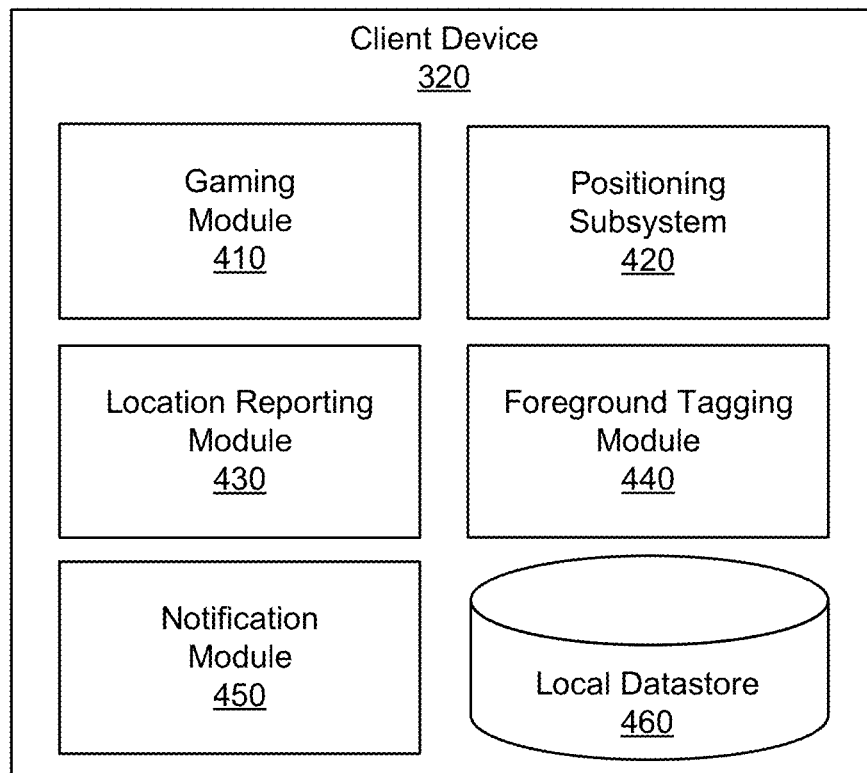 Client Device
320
Gaming
Module
410
Positioning
Subsystem
420
Location Reporting
Module
430
Foreground Tagging
Module
440
Notification
Module
450
Local Datastore
460